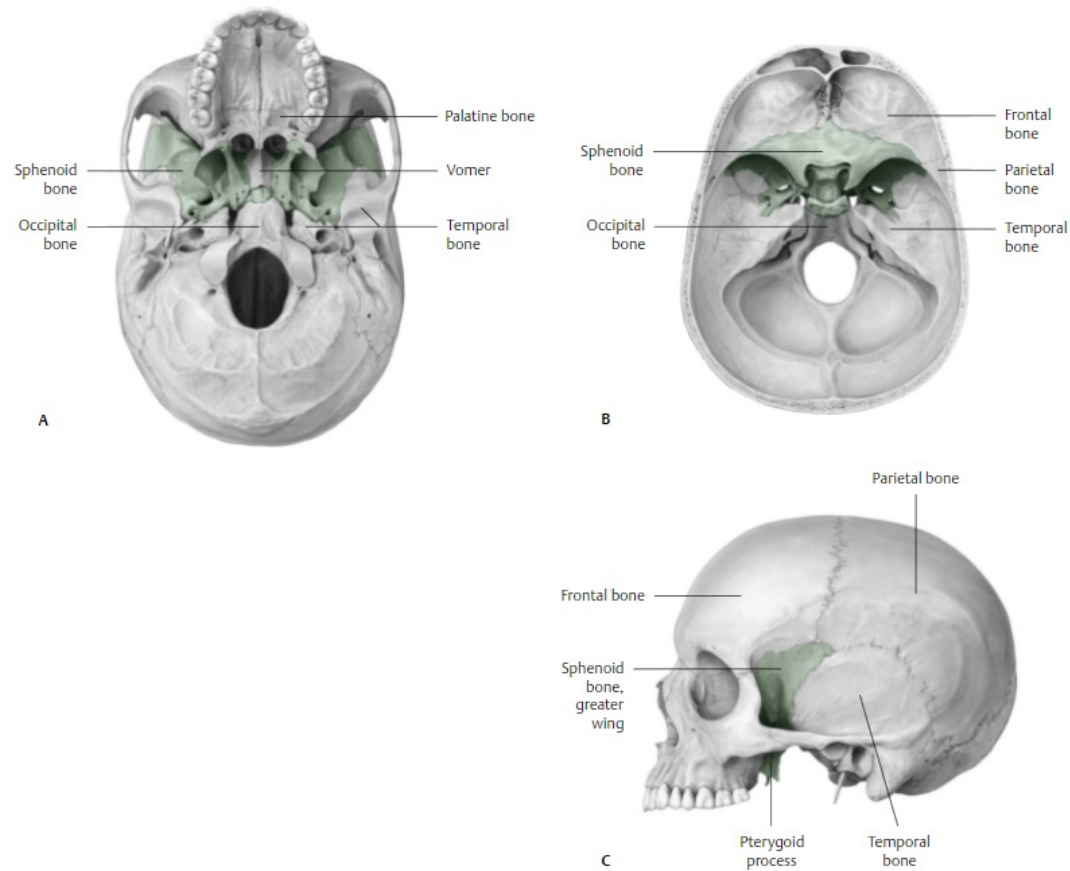 Palatine bone
Sphenoid
bone
Vomer
Occipital
bone
Temporal
bone
A
Sphenoid
bone
Frontal
bone
Parietal
bone
Occipital
bone
Temporal
bone
B
Parietal bone
Frontal bone
Sphenoid
bone,
greater
wing
Pterygoid
process
Temporal
bone
C